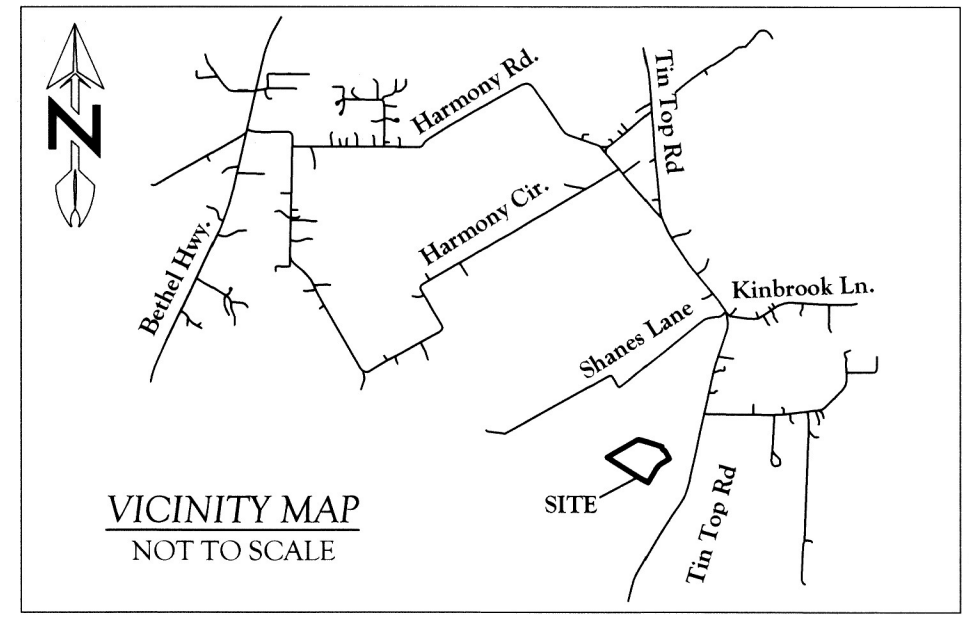 N
Harmony Rd.
Tin Top Rd
Harmony Cir.
Bethel Hwy.
Kinbrook Ln.
Shanes Lane
SITE
Tin Top Rd
VICINITY MAP
NOT TO SCALE